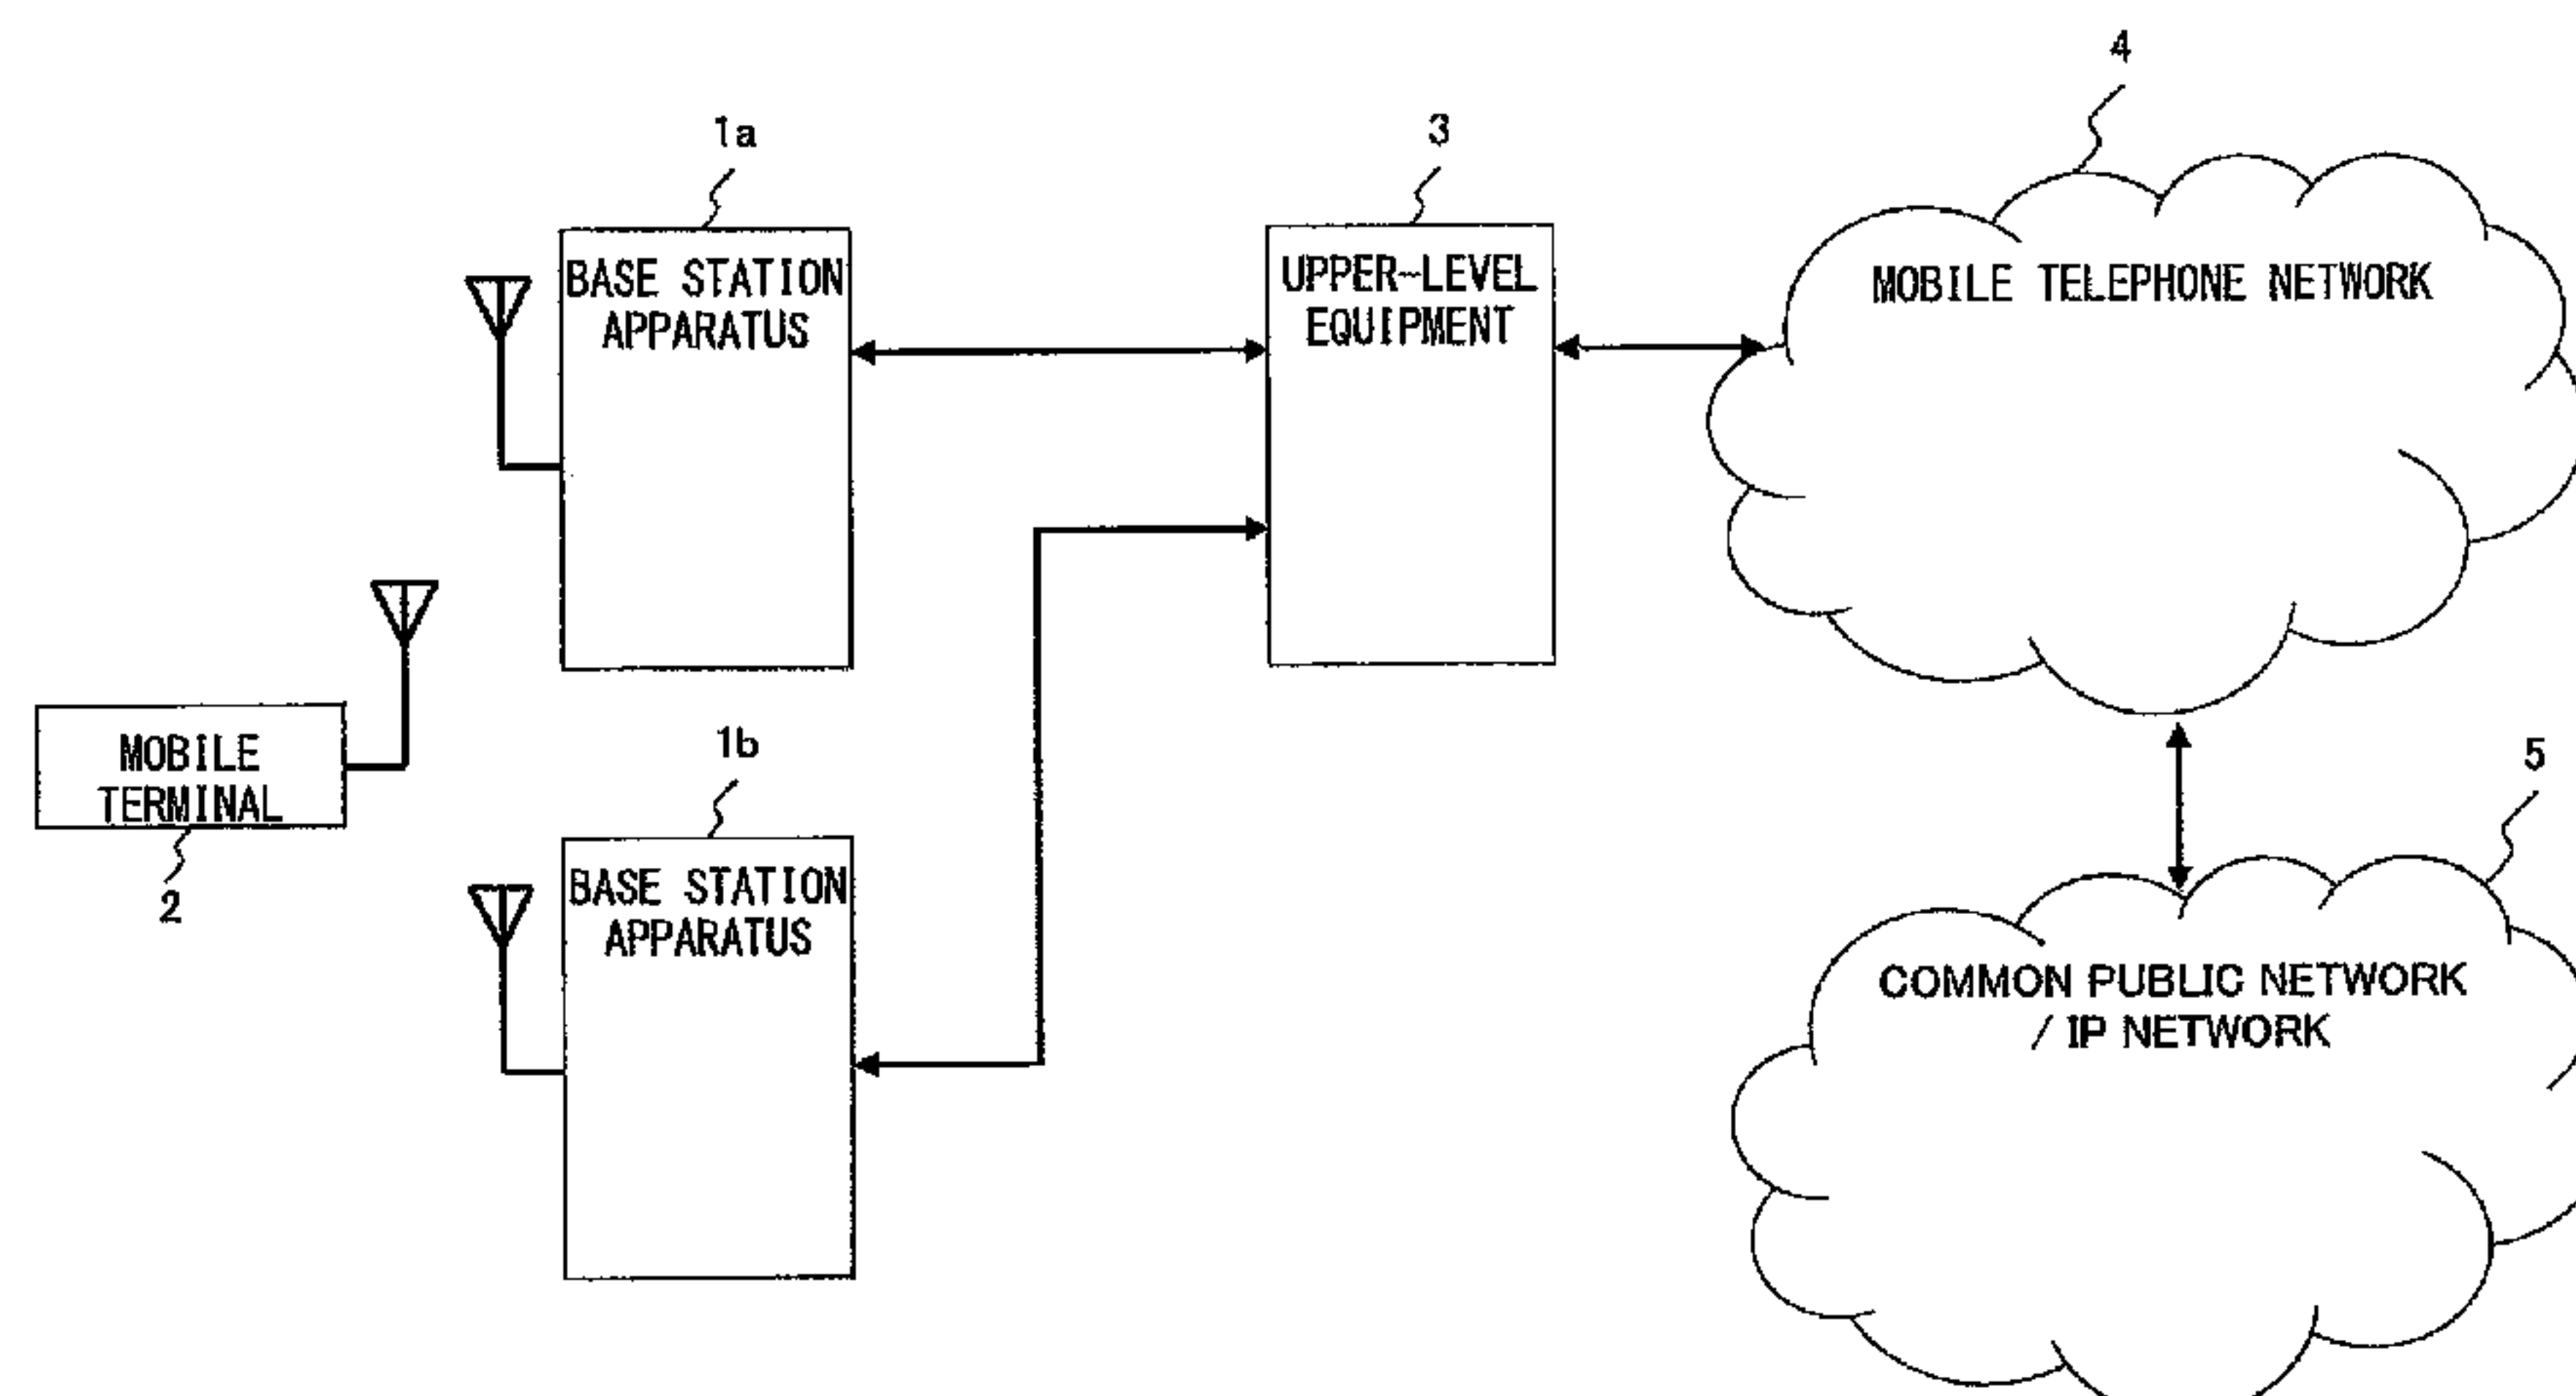 4
1a
3
BASE STATION
APPARATUS
UPPER-LEVEL
EQUIPMENT
MOBILE TELEPHONE NETWORK
MOBILE
TERMINAL
2
1b
BASE STATION
APPARATUS
5
COMMON PUBLIC NETWORK
/ IP NETWORK